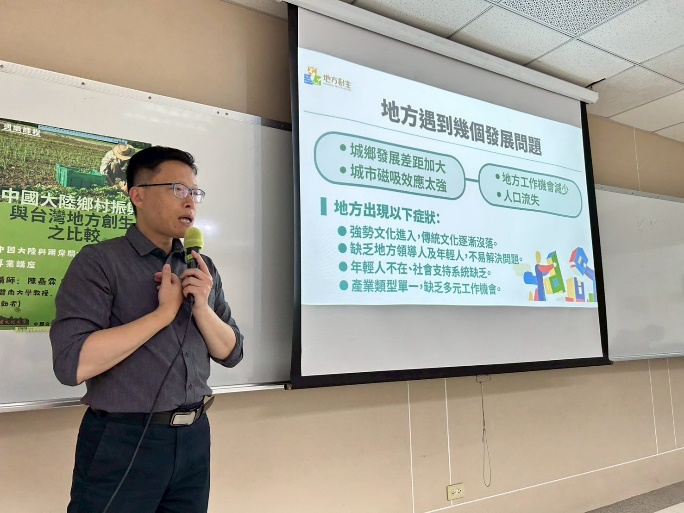 地方創生
地方遇到幾個發展問題
城鄉發展差距加大
城市磁吸效應太強
地方工作機會減少
人口流失
地方出現以下症狀：
強勢文化進入，傳統文化逐漸沒落。
缺乏地方領導人及年輕人，不易解決問題。
年輕人不在，社會支持系統缺乏。
產業類型單一，缺乏多元工作機會。
中國大陸鄉村振
與台灣地方創生
之比較